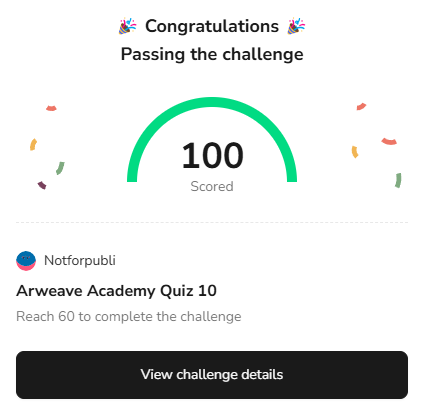 🎉 Congratulations 🎉
Passing the challenge
100
Scored
Notforpubli
Arweave Academy Quiz 10
Reach 60 to complete the challenge
View challenge details